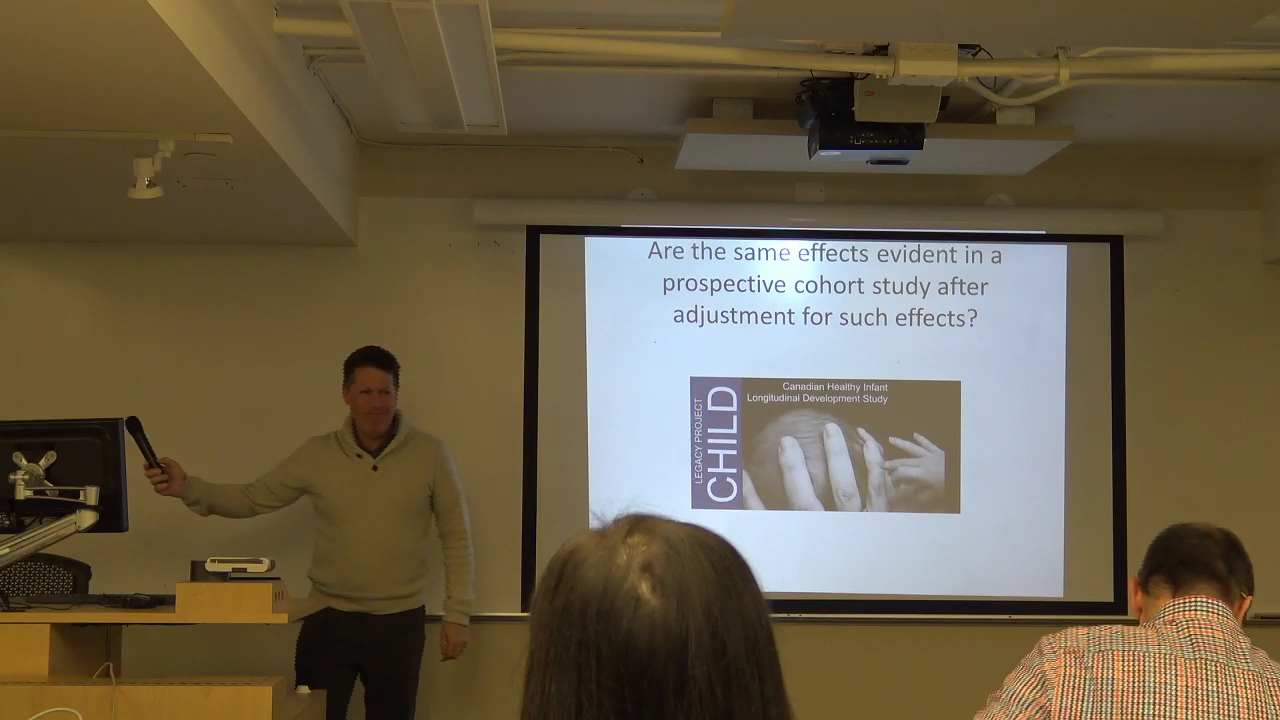 Are the same effects evident in a
prospective cohort study after
adjustment for such effects?
LEGACY PROJECT
CHILD
Canadian Healthy Infant
Longitudinal Development Study